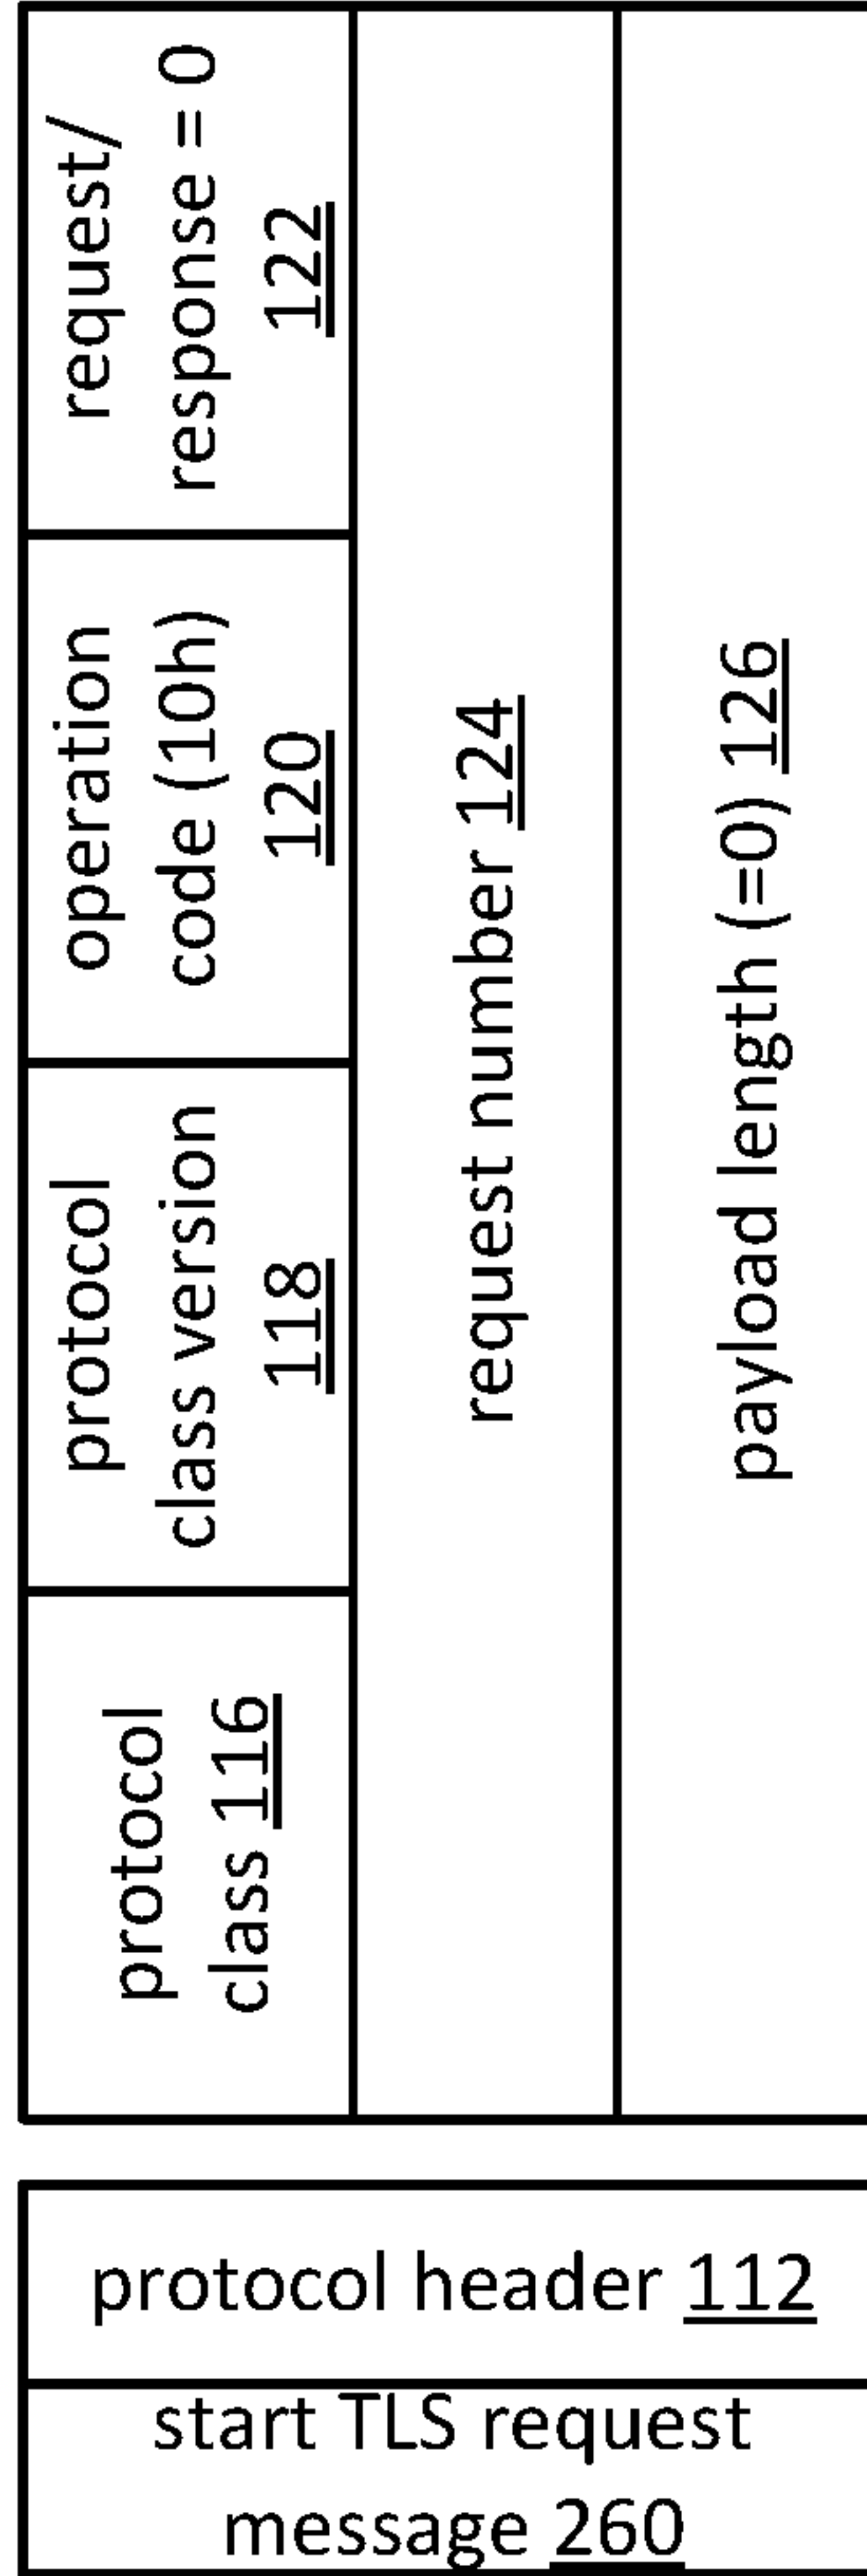 protocol
class 116
protocol
class version
118
operation
code (10h)
120
request/
response = 0
122
request number 124
payload length (=0) 126
protocol header 112
start TLS request
message 260